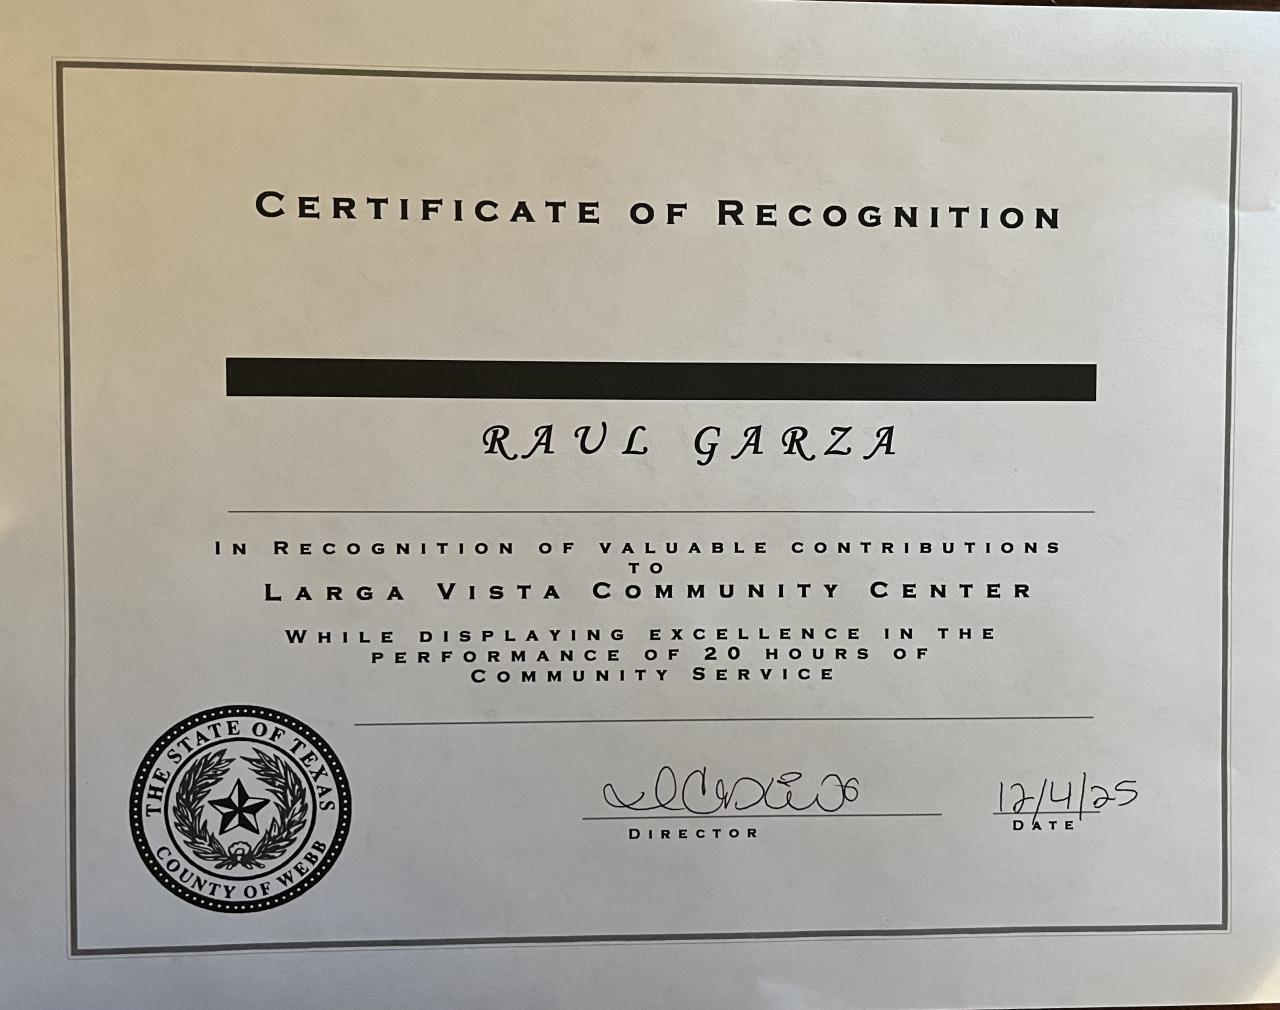 Certificate of Recognition
RAUL GARZA
In Recognition of valuable contributions
to
Larga Vista Community Center
While displaying excellence in the
performance of 20 hours of
Community Service
THE STATE OF TEXAS
COUNTY OF WEBB
12/4/25
Director
Date